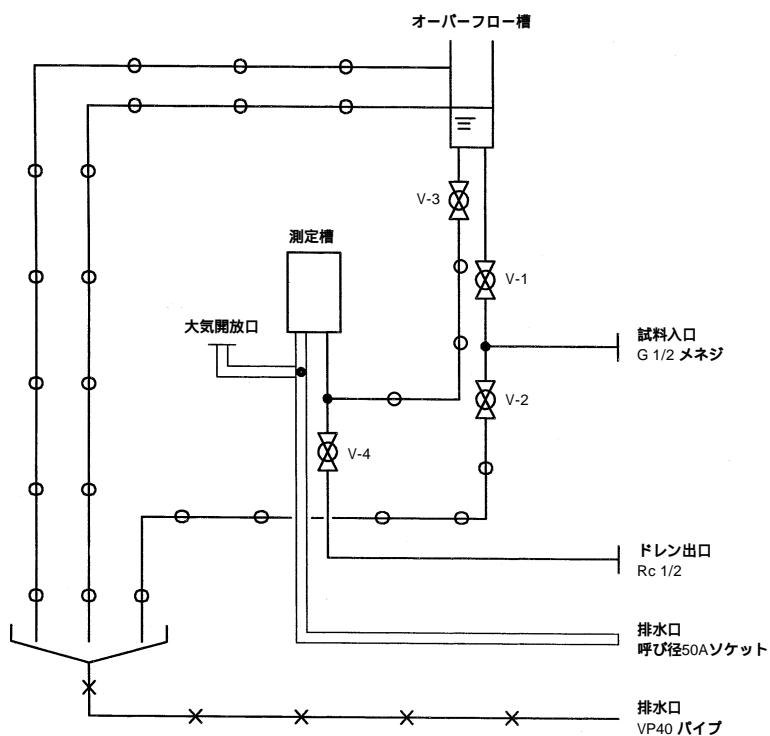 オーバーフロー槽
V-3
測定槽
V-1
大気開放口
試料入口
G 1/2 メネジ
V-2
V-4
ドレン出口
Rc 1/2
排水口
呼び径50Aソケット
排水口
VP40 パイプ